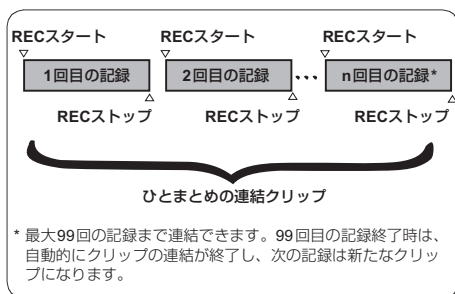 RECスタート RECスタート RECスタート
1回目の記録 2回目の記録 ••• n回目の記録*
RECストップ RECストップ RECストップ
ひとまとめの連結クリップ
* 最大99回の記録まで連結できます。99回目の記録終了時は、
自動的にクリップの連結が終了し、次の記録は新たなクリッ
プになります。